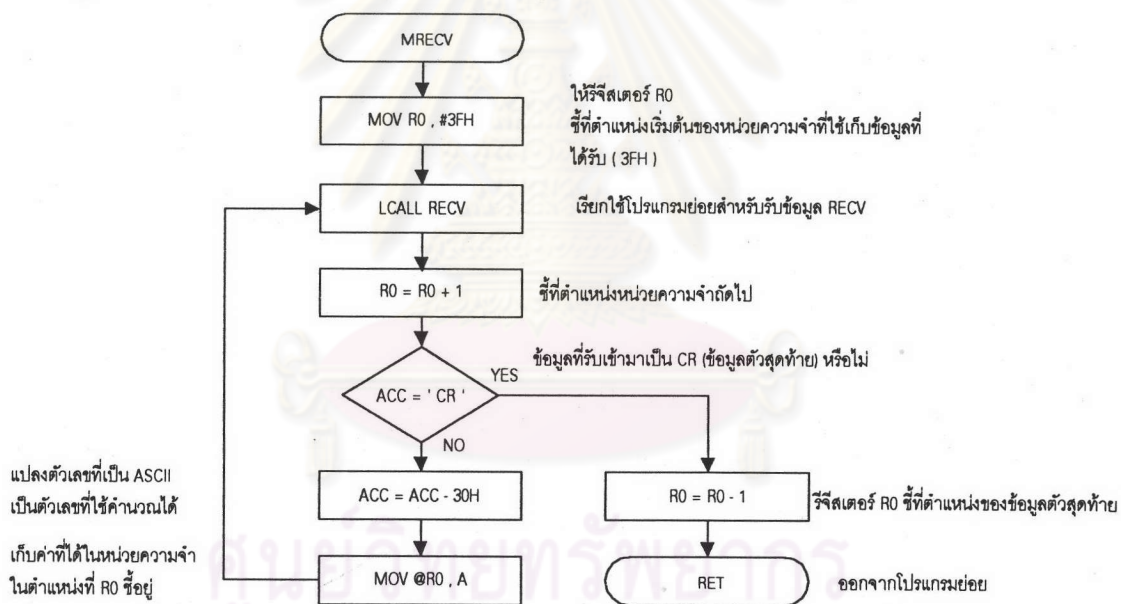 MRECV
MOV R0 , #3FH
ให้รีจีสเตอร์ R0
ชี้ที่ตำแหน่งเริ่มต้นของหน่วยความจำที่ใช้เก็บข้อมูลที่
ได้รับ ( 3FH )
LCALL RECV
เรียกใช้โปรแกรมย่อยสำหรับรับข้อมูล RECV
R0 = R0 + 1
ชี้ที่ตำแหน่งหน่วยความจำถัดไป
ข้อมูลที่รับเข้ามาเป็น CR (ข้อมูลตัวสุดท้าย) หรือไม่
YES
ACC = ' CR '
NO
แปลงตัวเลขที่เป็น ASCII
เป็นตัวเลขที่ใช้คำนวณได้
ACC = ACC - 30H
R0 = R0 - 1
รีจีสเตอร์ R0 ชี้ที่ตำแหน่งของข้อมูลตัวสุดท้าย
เก็บค่าที่ได้ในหน่วยความจำ
ในตำแหน่งที่ R0 ชี้อยู่
MOV @R0 , A
RET
ออกจากโปรแกรมย่อย
ศูนย์วิทยทรัพยากร